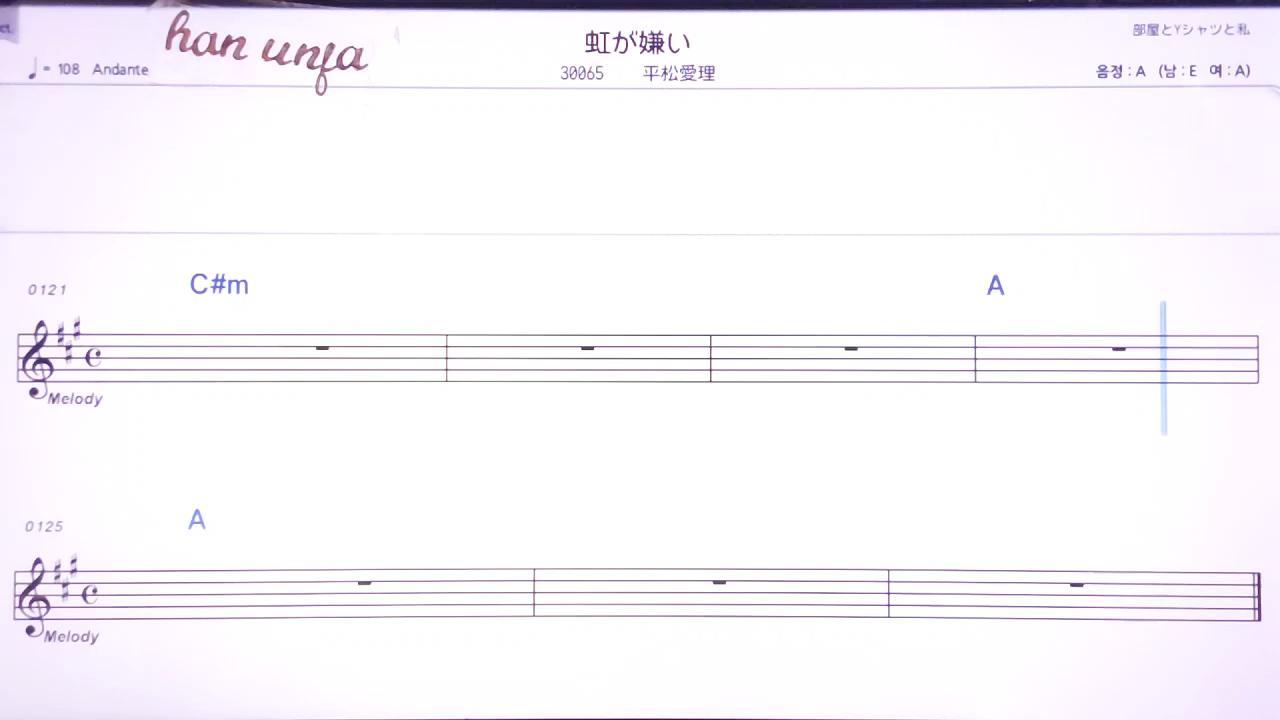 han unfa
虹が嫌い
部屋とYシャツと私
♩= 108 Andante
30065 平松愛理
음정 : A (남 : E 여 : A)
0121 C#m A
Melody
0125 A
Melody